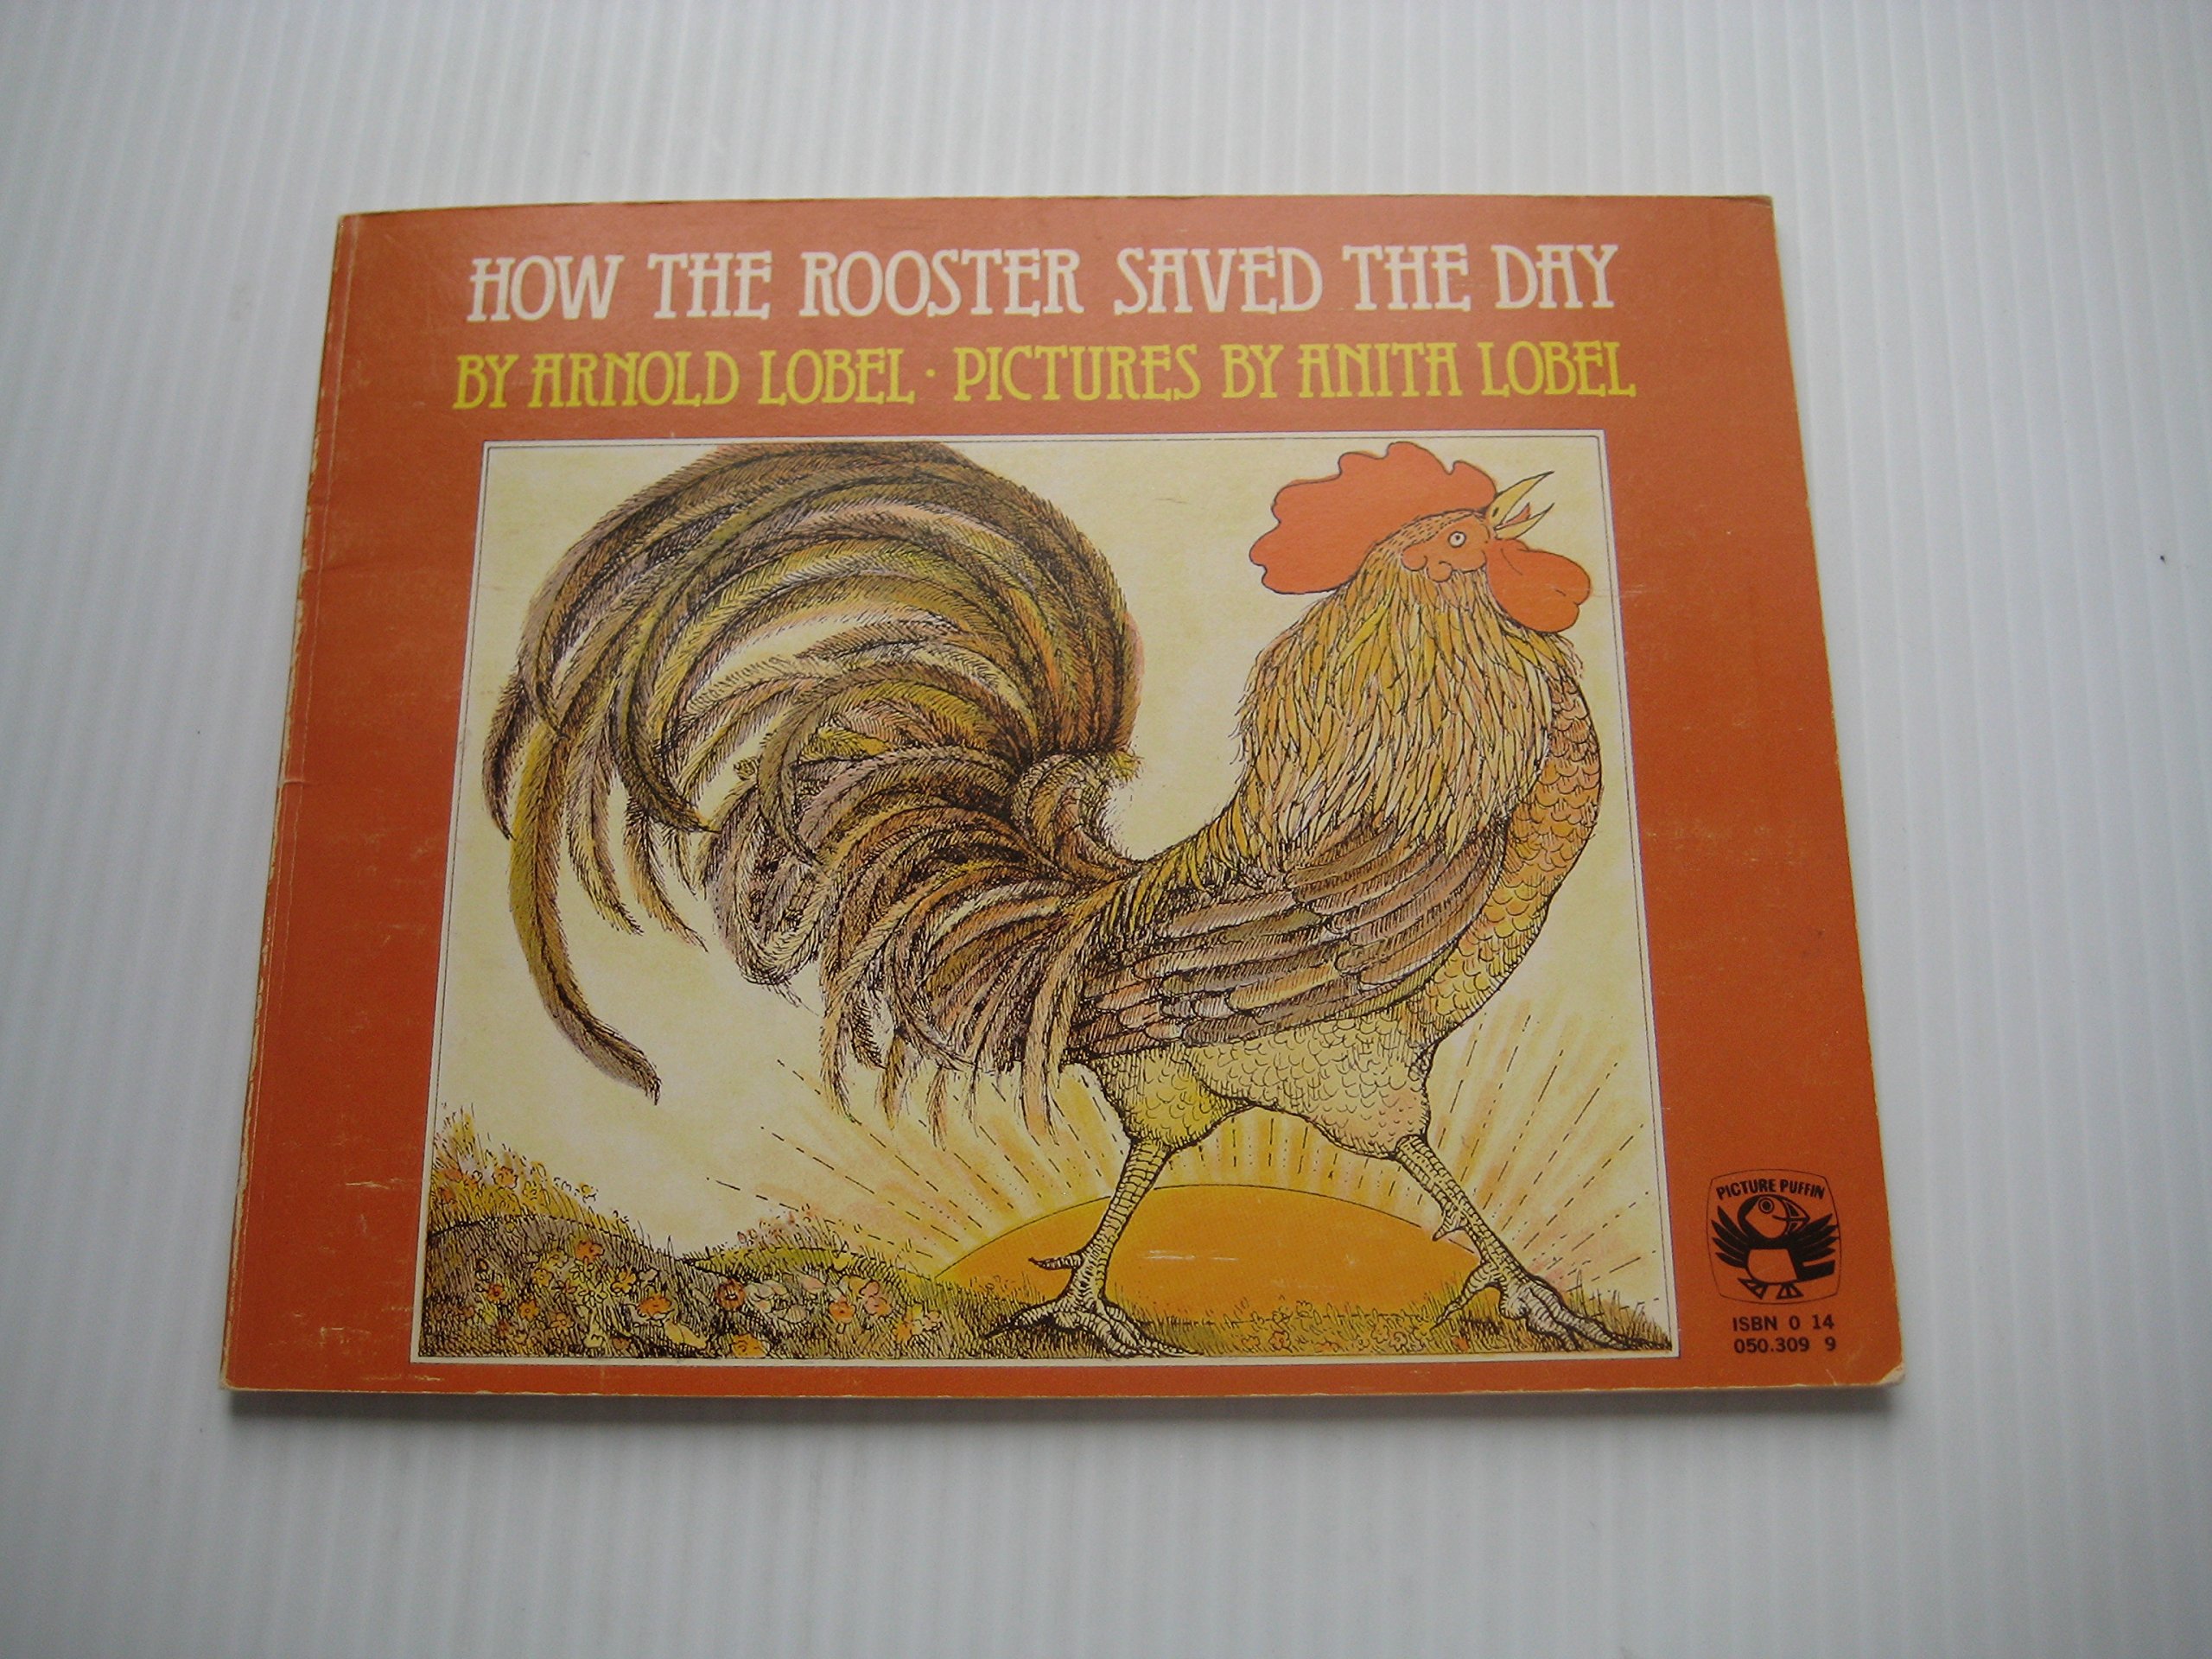 HOW THE ROOSTER SAVED THE DAY
BY ARNOLD LOBEL · PICTURES BY ANITA LOBEL
PICTURE PUFFIN
ISBN 0 14
050.309 9